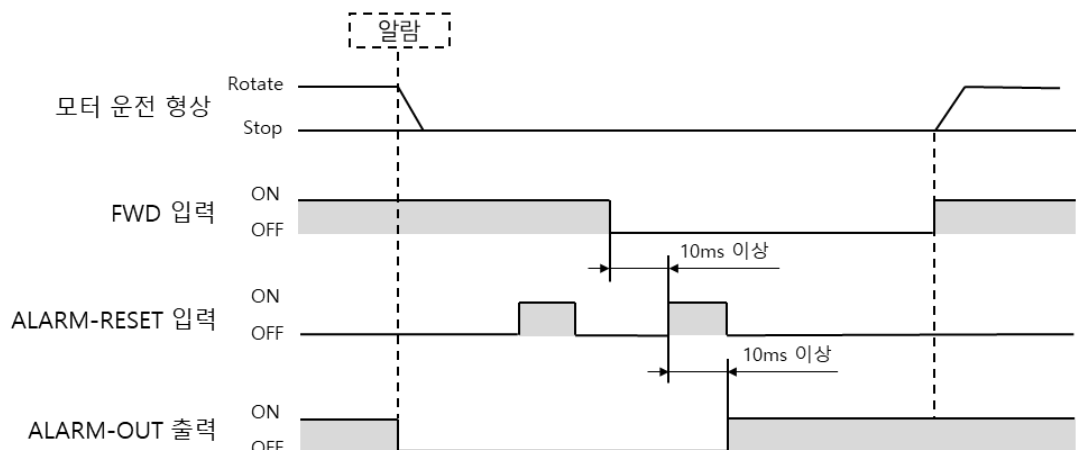 알람
모터 운전 형상
Rotate
Stop
FWD 입력
ON
OFF
10ms 이상
ALARM-RESET 입력
ON
OFF
10ms 이상
ALARM-OUT 출력
ON
OFF